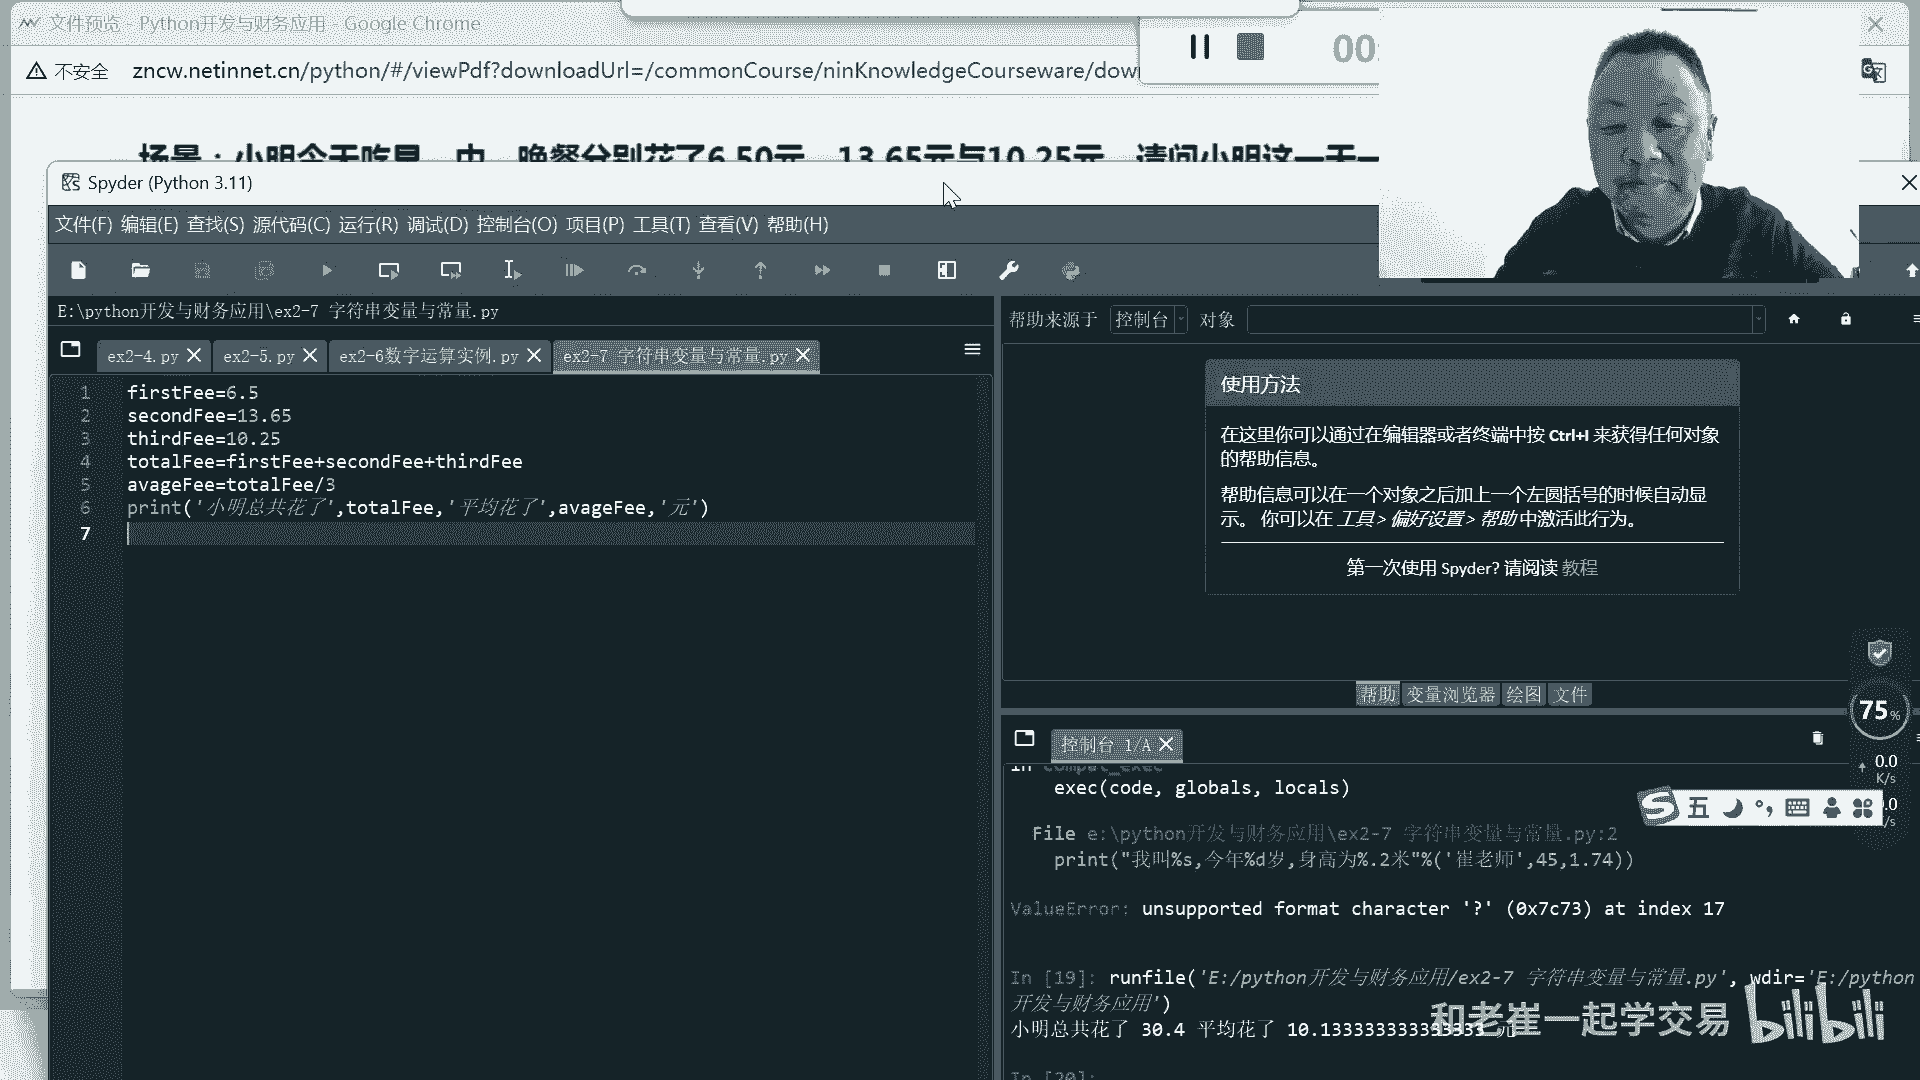 文件预览 - Python开发与财务应用 - Google Chrome
不安全 zncw.netinnet.cn/python/#/viewPdf?downloadUrl=/commonCourse/ninKnowledgeCourseware/dow
00:
场景：小明今天吃早、中、晚餐分别花了6.50元、13.65元与10.25元，请问小明这一天一
Spyder (Python 3.11)
文件(F) 编辑(E) 查找(S) 源代码(C) 运行(R) 调试(D) 控制台(O) 项目(P) 工具(T) 查看(V) 帮助(H)
E:\python开发与财务应用\ex2-7 字符串变量与常量.py
ex2-4.py ex2-5.py ex2-6数字运算实例.py ex2-7 字符串变量与常量.py
1 firstFee=6.5
2 secondFee=13.65
3 thirdFee=10.25
4 totalFee=firstFee+secondFee+thirdFee
5 avageFee=totalFee/3
6 print('小明总共花了',totalFee,'平均花了',avageFee,'元')
7
帮助来源于 控制台 对象
使用方法
在这里你可以通过在编辑器或者终端中按 Ctrl+I 来获得任何对象
的帮助信息。
帮助信息可以在一个对象之后加上一个左圆括号的时候自动显
示。 你可以在 工具 > 偏好设置 > 帮助 中激活此行为。
第一次使用 Spyder? 请阅读 教程
帮助 变量浏览器 绘图 文件
75%
0.0
K/s
控制台 1/A
in compat_exec
exec(code, globals, locals)
五
File e:\python开发与财务应用\ex2-7 字符串变量与常量.py:2
print("我叫%s,今年%d岁,身高为%.2米"%('崔老师',45,1.74))
ValueError: unsupported format character '?' (0x7c73) at index 17
In [19]: runfile('E:/python开发与财务应用/ex2-7 字符串变量与常量.py', wdir='E:/python
开发与财务应用')
小明总共花了 30.4 平均花了 10.133333333333333 元
In [20]:
和老崔一起学交易 bilibili